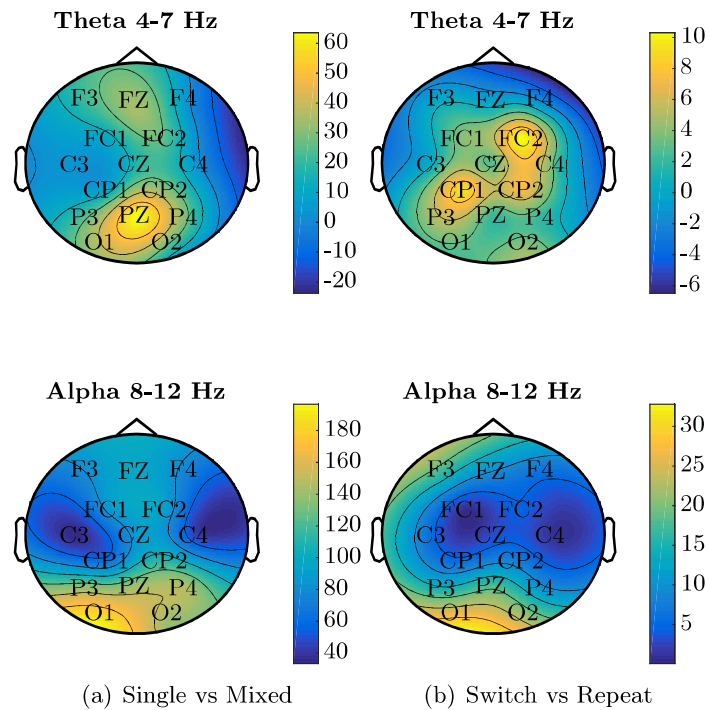 Theta 4-7 Hz
F3 FZ F4
FC1 FC2
C3 CZ C4
CP1 CP2
P3 PZ P4
O1 O2
60
50
40
30
20
10
0
-10
-20
Theta 4-7 Hz
F3 FZ F4
FC1 FC2
C3 CZ C4
CP1 CP2
P3 PZ P4
O1 O2
10
8
6
4
2
0
-2
-4
-6
Alpha 8-12 Hz
F3 FZ F4
FC1 FC2
C3 CZ C4
CP1 CP2
P3 PZ P4
O1 O2
180
160
140
120
100
80
60
40
Alpha 8-12 Hz
F3 FZ F4
FC1 FC2
C3 CZ C4
CP1 CP2
P3 PZ P4
O1 O2
30
25
20
15
10
5
0
(a) Single vs Mixed
(b) Switch vs Repeat